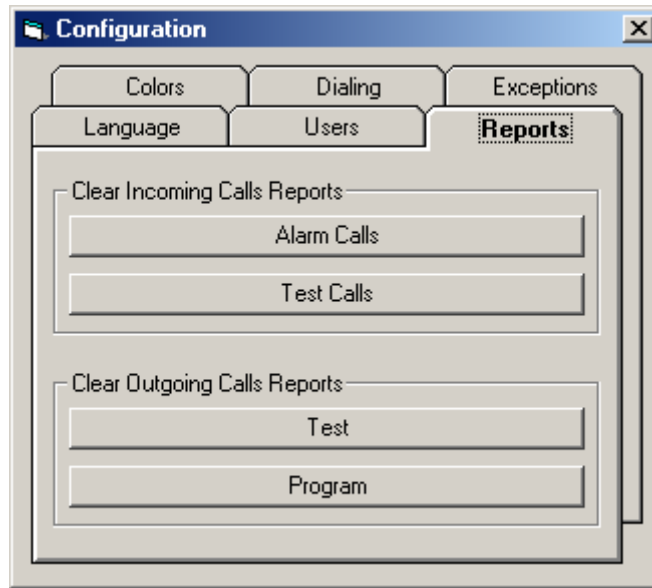 Configuration
Colors Dialing Exceptions
Language Users Reports
Clear Incoming Calls Reports
Alarm Calls
Test Calls
Clear Outgoing Calls Reports
Test
Program